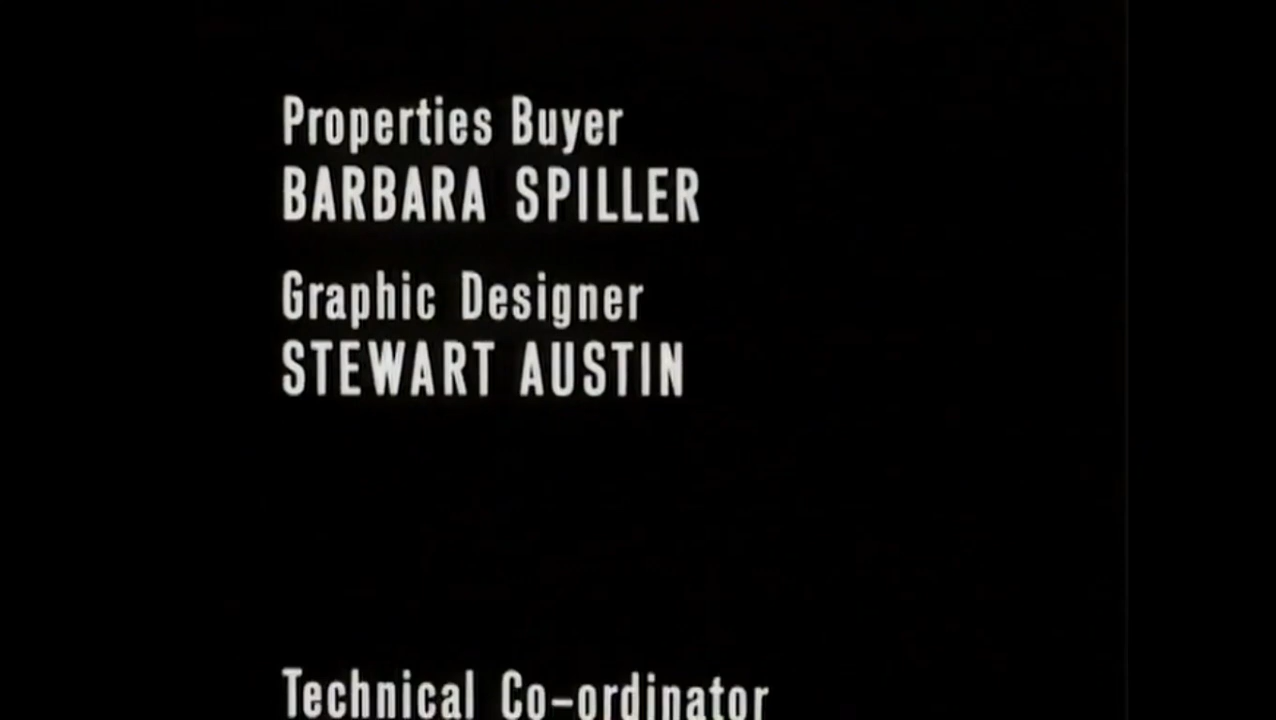 Properties Buyer
BARBARA SPILLER
Graphic Designer
STEWART AUSTIN
Technical Co-ordinator